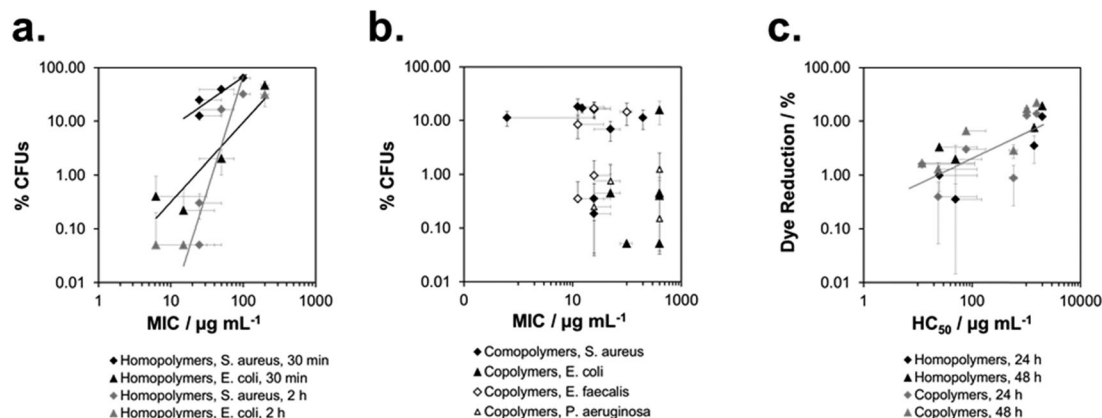 a.
% CFUs
100.00
10.00
1.00
0.10
0.01
1
10
100
1000
MIC / µg mL-1
Homopolymers, S. aureus, 30 min
Homopolymers, E. coli, 30 min
Homopolymers, S. aureus, 2 h
Homopolymers, E. coli, 2 h
b.
% CFUs
100.00
10.00
1.00
0.10
0.01
0
10
1000
MIC / µg mL-1
Comopolymers, S. aureus
Copolymers, E. coli
Copolymers, E. faecalis
Copolymers, P. aeruginosa
c.
Dye Reduction / %
100.00
10.00
1.00
0.10
0.01
1
100
10000
HC50 / µg mL-1
Homopolymers, 24 h
Homopolymers, 48 h
Copolymers, 24 h
Copolymers, 48 h